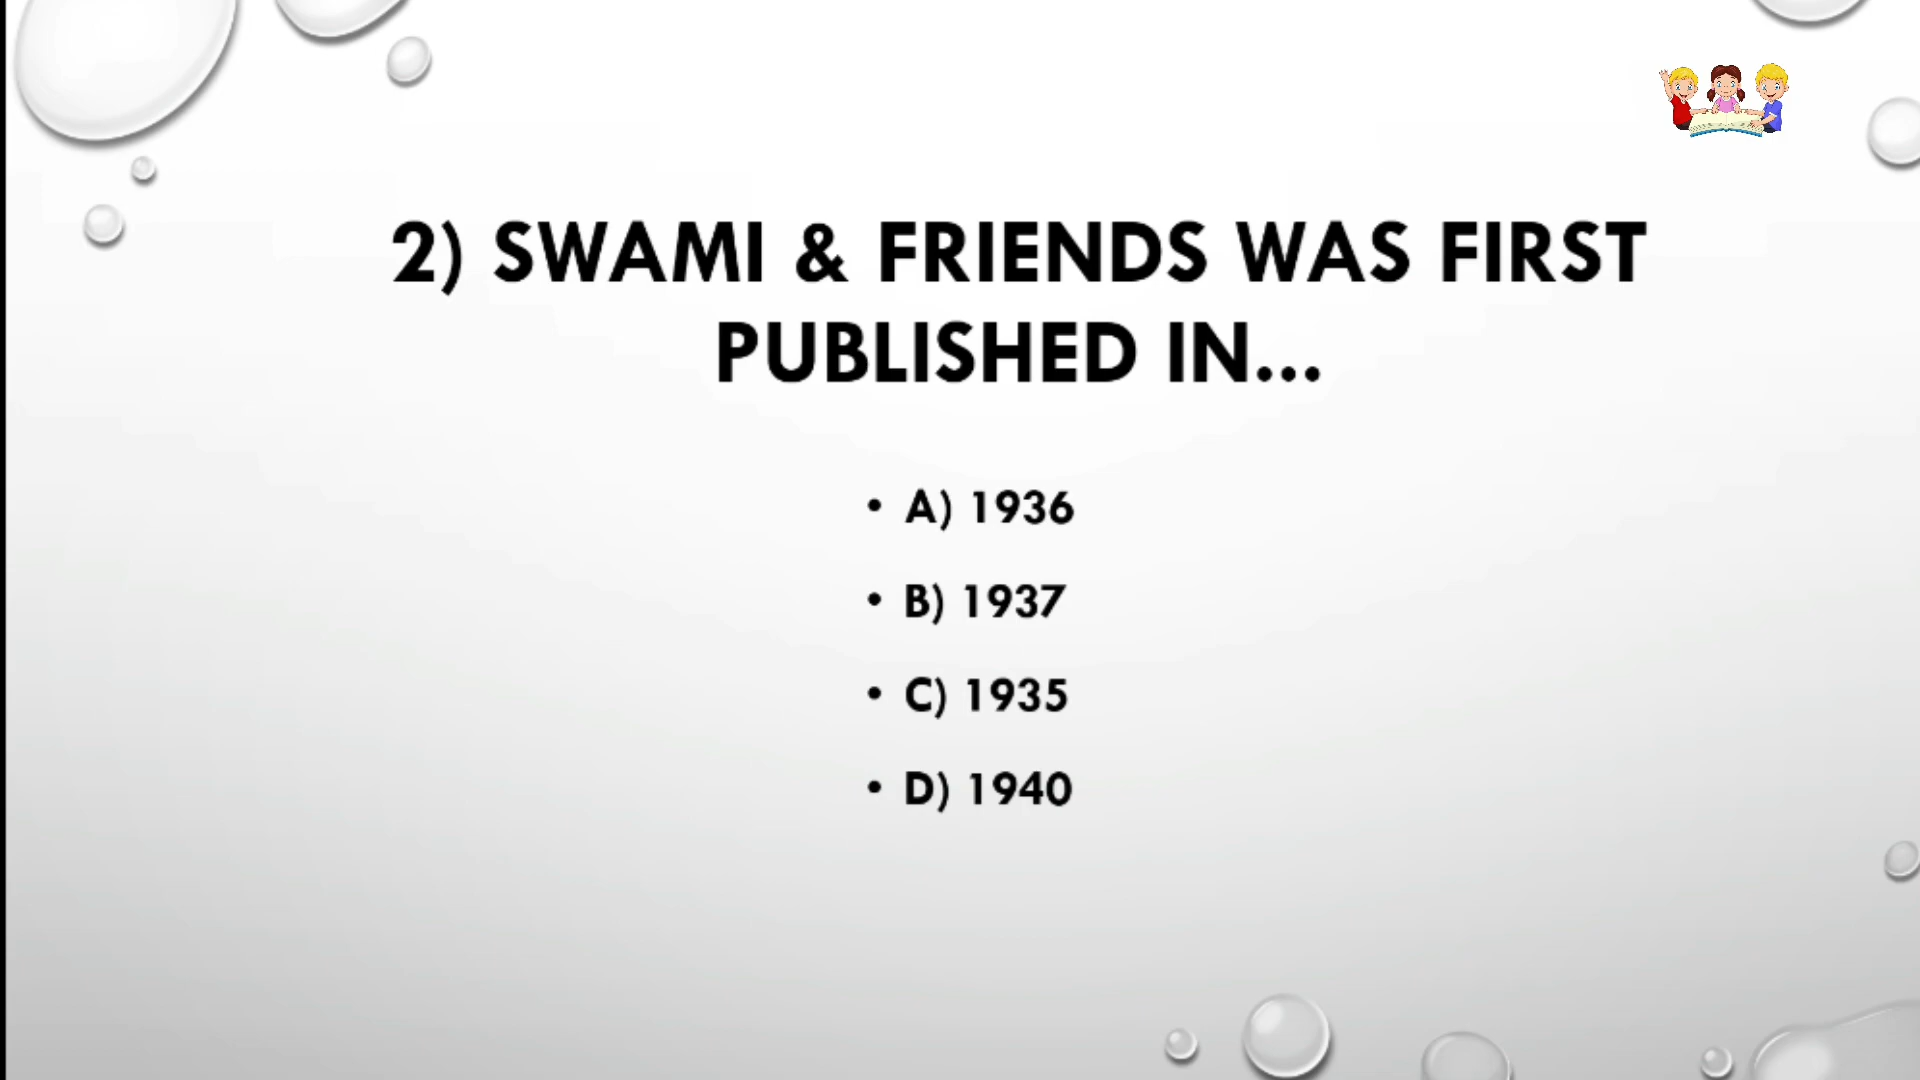 2) SWAMI & FRIENDS WAS FIRST
PUBLISHED IN...
• A) 1936
• B) 1937
• C) 1935
• D) 1940